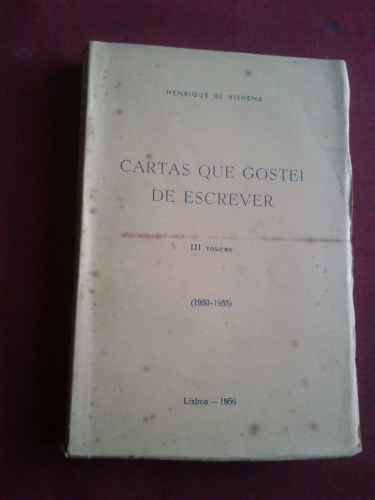 HENRIQUE DE VILHENA
CARTAS QUE GOSTEI
DE ESCREVER
III VOLUME
(1950-1955)
Lisboa — 1956